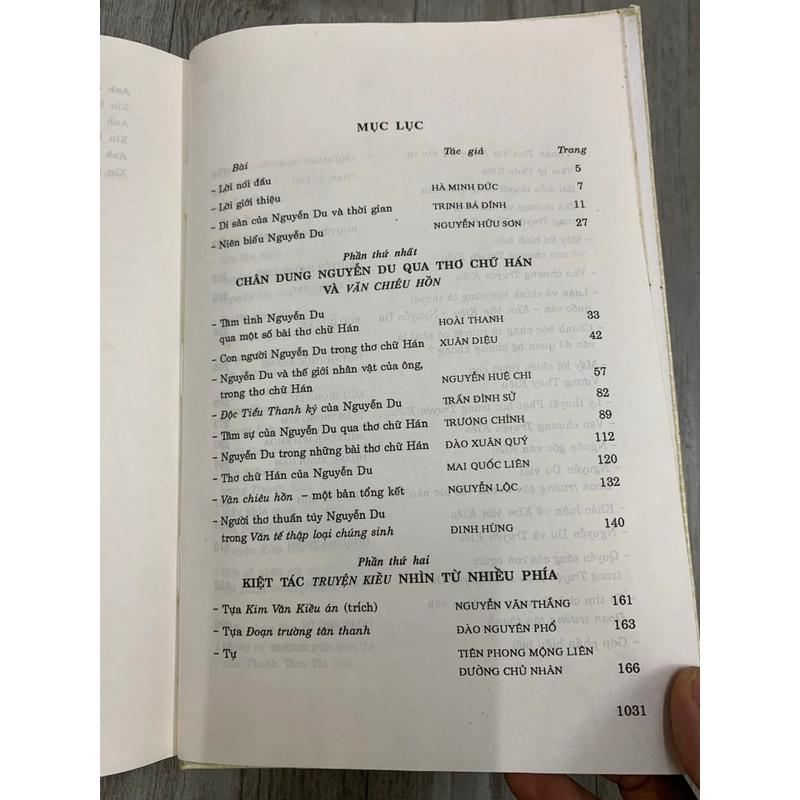 MỤC LỤC
Bài Tác giả Trang
- Lời nói đầu 5
- Lời giới thiệu HÀ MINH ĐỨC 7
- Di sản của Nguyễn Du và thời gian TRỊNH BÁ ĐĨNH 11
- Niên biểu Nguyễn Du NGUYỄN HỮU SƠN 27
Phần thứ nhất
CHÂN DUNG NGUYỄN DU QUA THƠ CHỮ HÁN
VÀ VĂN CHIÊU HỒN
- Tâm tình Nguyễn Du
qua một số bài thơ chữ Hán HOÀI THANH 33
- Con người Nguyễn Du trong thơ chữ Hán XUÂN DIỆU 42
- Nguyễn Du và thế giới nhân vật của ông,
trong thơ chữ Hán NGUYỄN HUỆ CHI 57
- Độc Tiểu Thanh ký của Nguyễn Du TRẦN ĐÌNH SỬ 82
- Tâm sự của Nguyễn Du qua thơ chữ Hán TRƯƠNG CHÍNH 89
- Nguyễn Du trong những bài thơ chữ Hán ĐÀO XUÂN QUÝ 112
- Thơ chữ Hán của Nguyễn Du MAI QUỐC LIÊN 120
- Văn chiêu hồn - một bản tổng kết NGUYỄN LỘC 132
- Người thơ thuần túy Nguyễn Du
trong Văn tế thập loại chúng sinh ĐINH HÙNG 140
Phần thứ hai
KIỆT TÁC TRUYỆN KIỀU NHÌN TỪ NHIỀU PHÍA
- Tựa Kim Vân Kiều án (trích) NGUYỄN VĂN THẮNG 161
- Tựa Đoạn trường tân thanh ĐÀO NGUYÊN PHỔ 163
- Tự TIÊN PHONG MỘNG LIÊN
ĐƯỜNG CHỦ NHÂN 166
1031